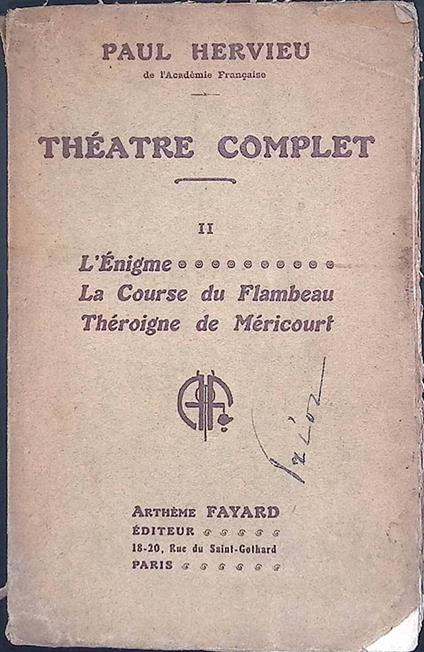 PAUL HERVIEU
de l'Académie Française
THÉATRE COMPLET
II
L'Énigme
La Course du Flambeau
Théroigne de Méricourt
ARTHÈME FAYARD
ÉDITEUR
18-20, Rue du Saint-Gothard
PARIS